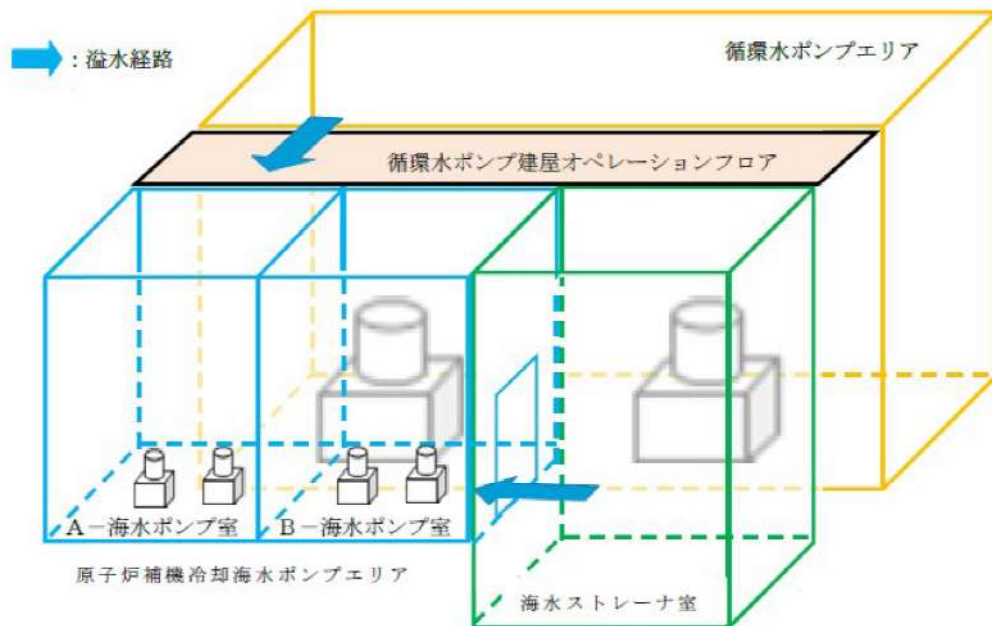 ：溢水経路
循環水ポンプエリア
循環水ポンプ建屋オペレーションフロア
A－海水ポンプ室
B－海水ポンプ室
原子炉補機冷却海水ポンプエリア
海水ストレーナ室